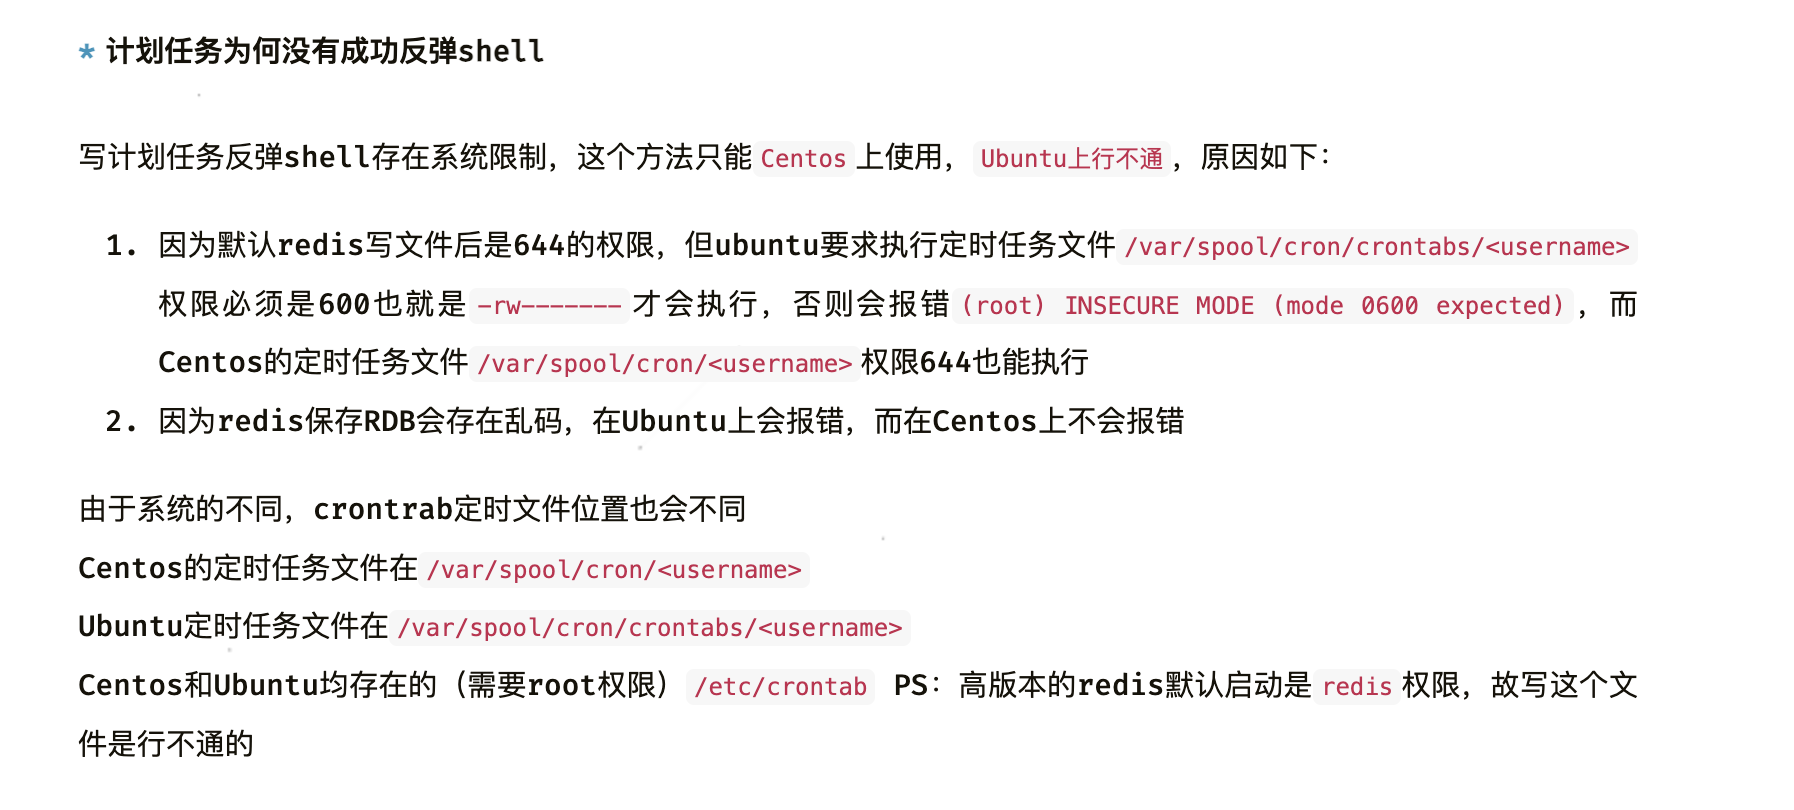 * 计划任务为何没有成功反弹shell
写计划任务反弹shell存在系统限制，这个方法只能 Centos 上使用， Ubuntu上行不通 ，原因如下：
1. 因为默认redis写文件后是644的权限，但ubuntu要求执行定时任务文件 /var/spool/cron/crontabs/<username>
权限必须是600也就是 -rw------- 才会执行，否则会报错 (root) INSECURE MODE (mode 0600 expected) ，而
Centos的定时任务文件 /var/spool/cron/<username> 权限644也能执行
2. 因为redis保存RDB会存在乱码，在Ubuntu上会报错，而在Centos上不会报错
由于系统的不同，crontrab定时文件位置也会不同
Centos的定时任务文件在 /var/spool/cron/<username>
Ubuntu定时任务文件在 /var/spool/cron/crontabs/<username>
Centos和Ubuntu均存在的（需要root权限） /etc/crontab PS：高版本的redis默认启动是 redis 权限，故写这个文
件是行不通的